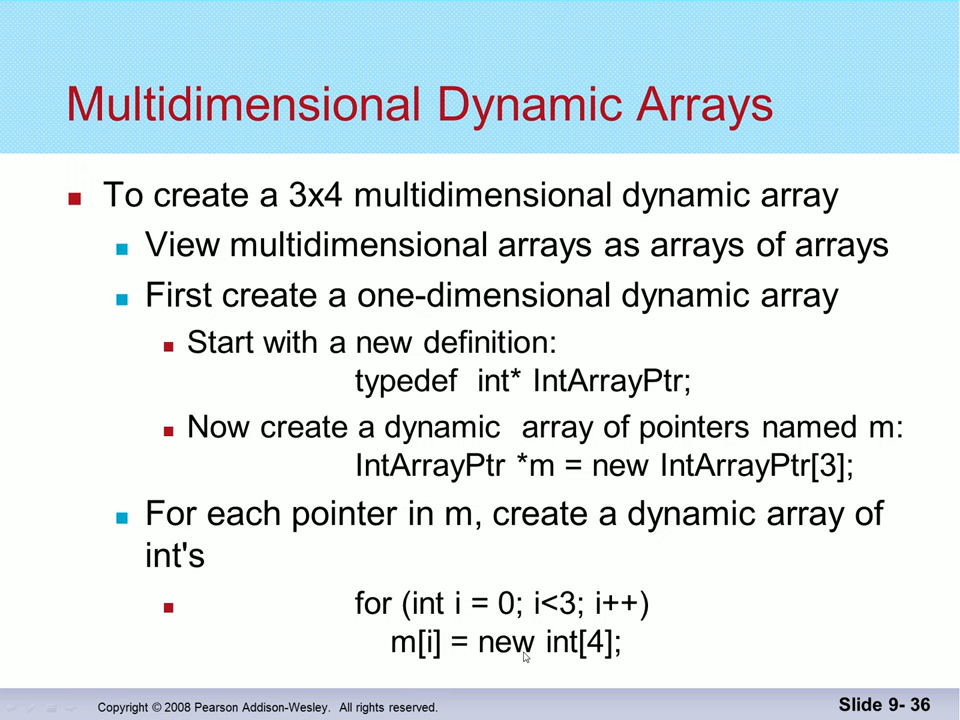 Multidimensional Dynamic Arrays
To create a 3x4 multidimensional dynamic array
View multidimensional arrays as arrays of arrays
First create a one-dimensional dynamic array
Start with a new definition:
typedef int* IntArrayPtr;
Now create a dynamic array of pointers named m:
IntArrayPtr *m = new IntArrayPtr[3];
For each pointer in m, create a dynamic array of
int's
for (int i = 0; i<3; i++)
m[i] = new int[4];
Copyright © 2008 Pearson Addison-Wesley. All rights reserved.
Slide 9- 36